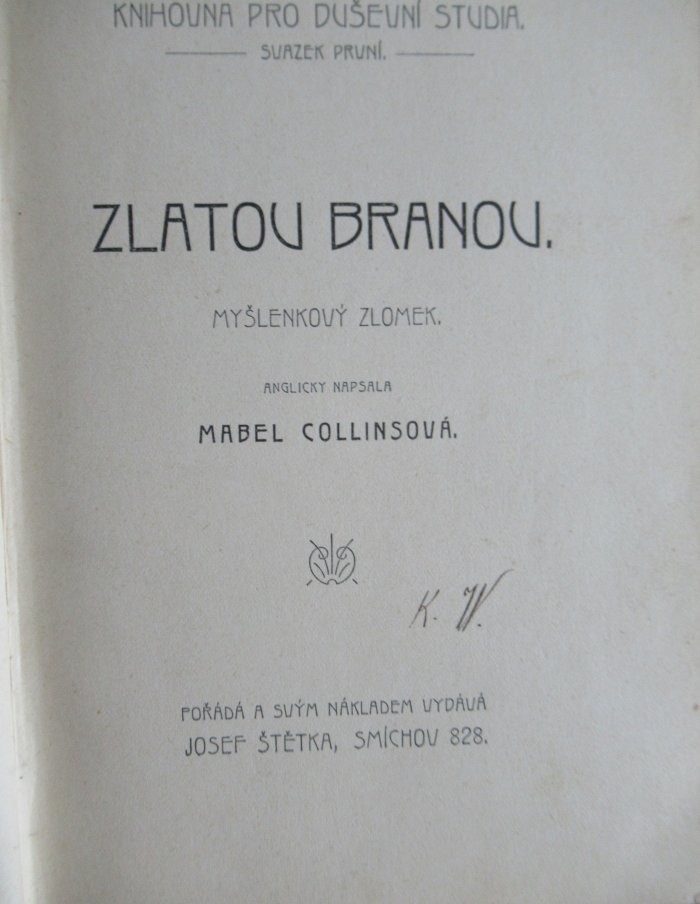 KNIHOVNA PRO DUŠEVNÍ STUDIA.
SVAZEK PRVNÍ.
ZLATOU BRANOU.
MYŠLENKOVÝ ZLOMEK.
ANGLICKY NAPSALA
MABEL COLLINSOVÁ.
K. W.
POŘÁDÁ A SVÝM NÁKLADEM VYDÁVÁ
JOSEF ŠTĚTKA, SMÍCHOV 828.